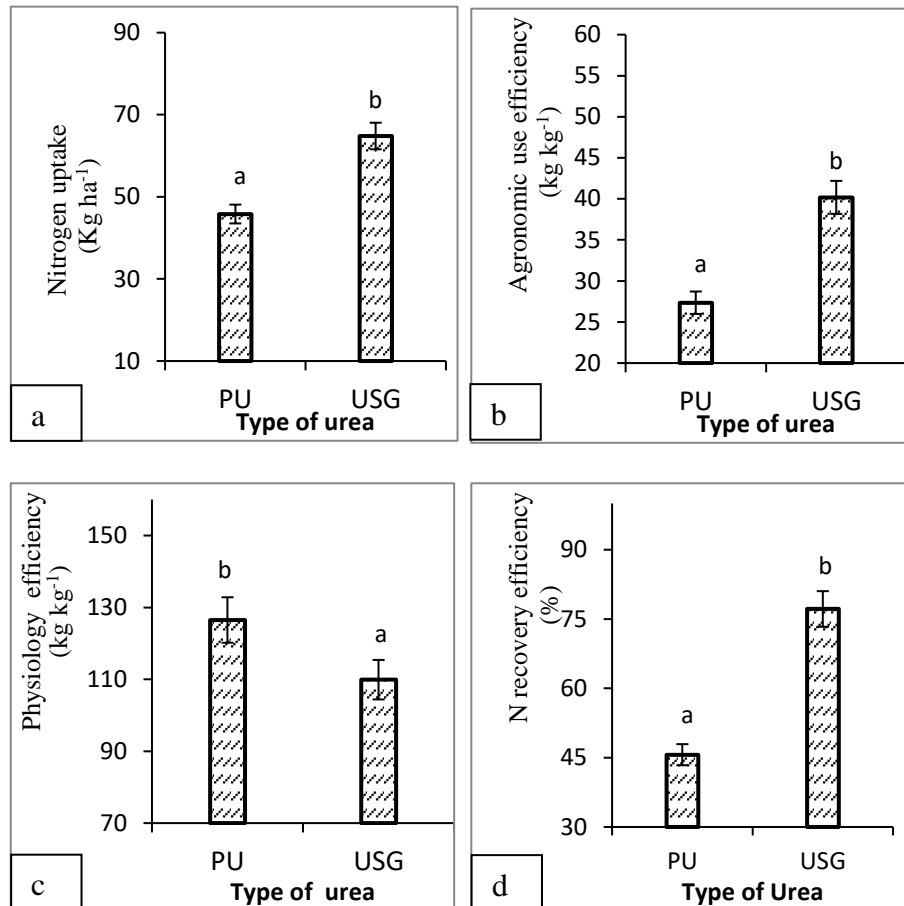 Nitrogen uptake
(Kg ha-1)
90
70
50
30
10
a
b
PU
USG
Type of urea
a
Agronomic use efficiency
(kg kg-1)
60
55
50
45
40
35
30
25
20
a
b
PU
USG
Type of urea
b
Physiology efficiency
(kg kg-1)
150
130
110
90
70
b
a
PU
USG
Type of urea
c
N recovery efficiency
(%)
90
75
60
45
30
a
b
PU
USG
Type of Urea
d